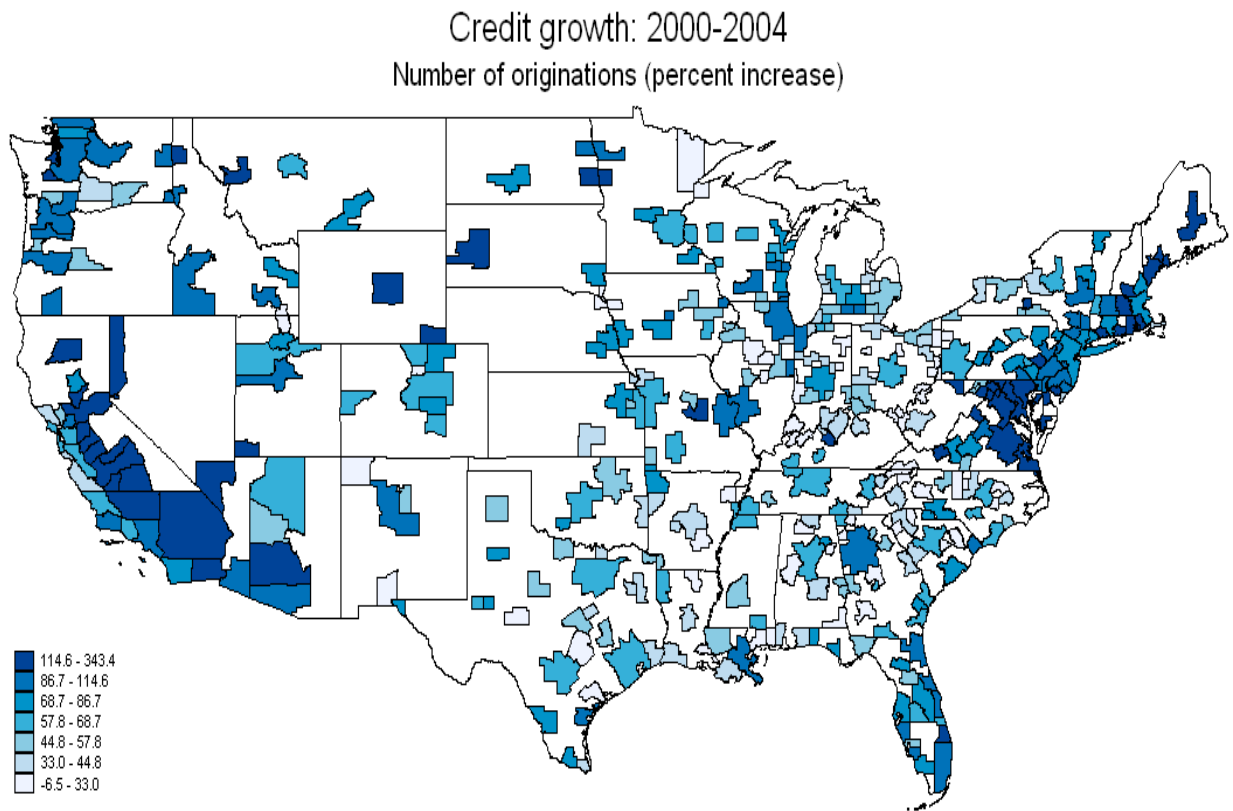 Credit growth: 2000-2004
Number of originations (percent increase)
114.6 - 343.4
86.7 - 114.6
68.7 - 86.7
57.8 - 68.7
44.8 - 57.8
33.0 - 44.8
-6.5 - 33.0